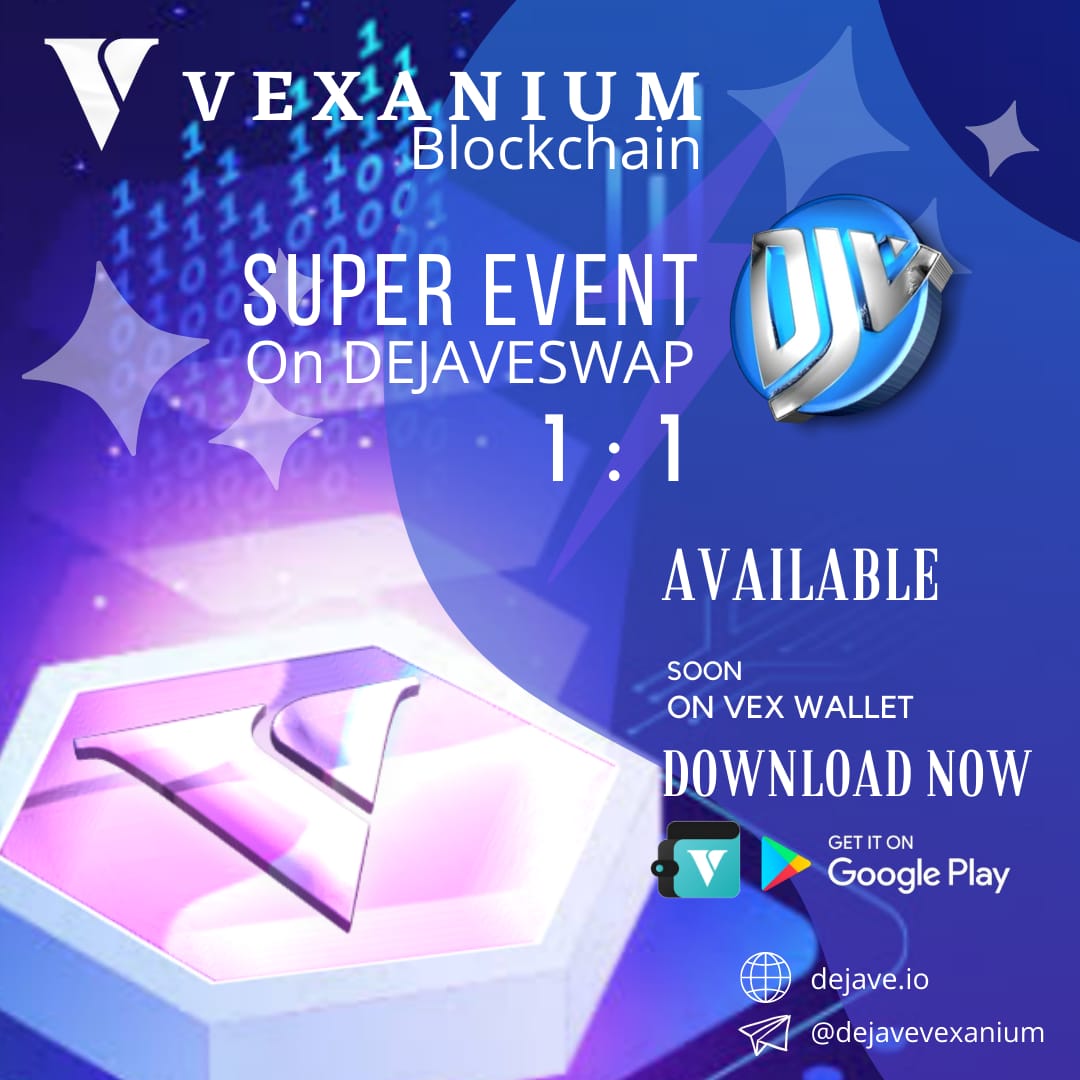 VEXANIUM
Blockchain
SUPER EVENT
On DEJAVESWAP
1 : 1
DJV
AVAILABLE
SOON
ON VEX WALLET
DOWNLOAD NOW
GET IT ON
Google Play
dejave.io
@dejavevexanium